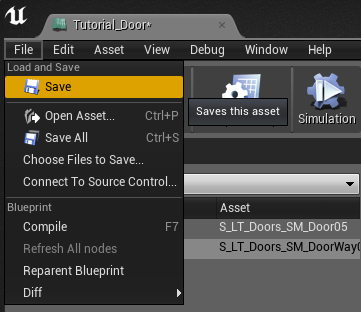 Tutorial_Door*
File Edit Asset View Debug Window Help
Load and Save
Save
Saves this asset
Simulation
Open Asset... Ctrl+P
Save All Ctrl+S
Choose Files to Save...
Connect To Source Control...
Blueprint
Asset
Compile F7
S_LT_Doors_SM_Door05
Refresh All nodes
S_LT_Doors_SM_DoorWay0
Reparent Blueprint
Diff